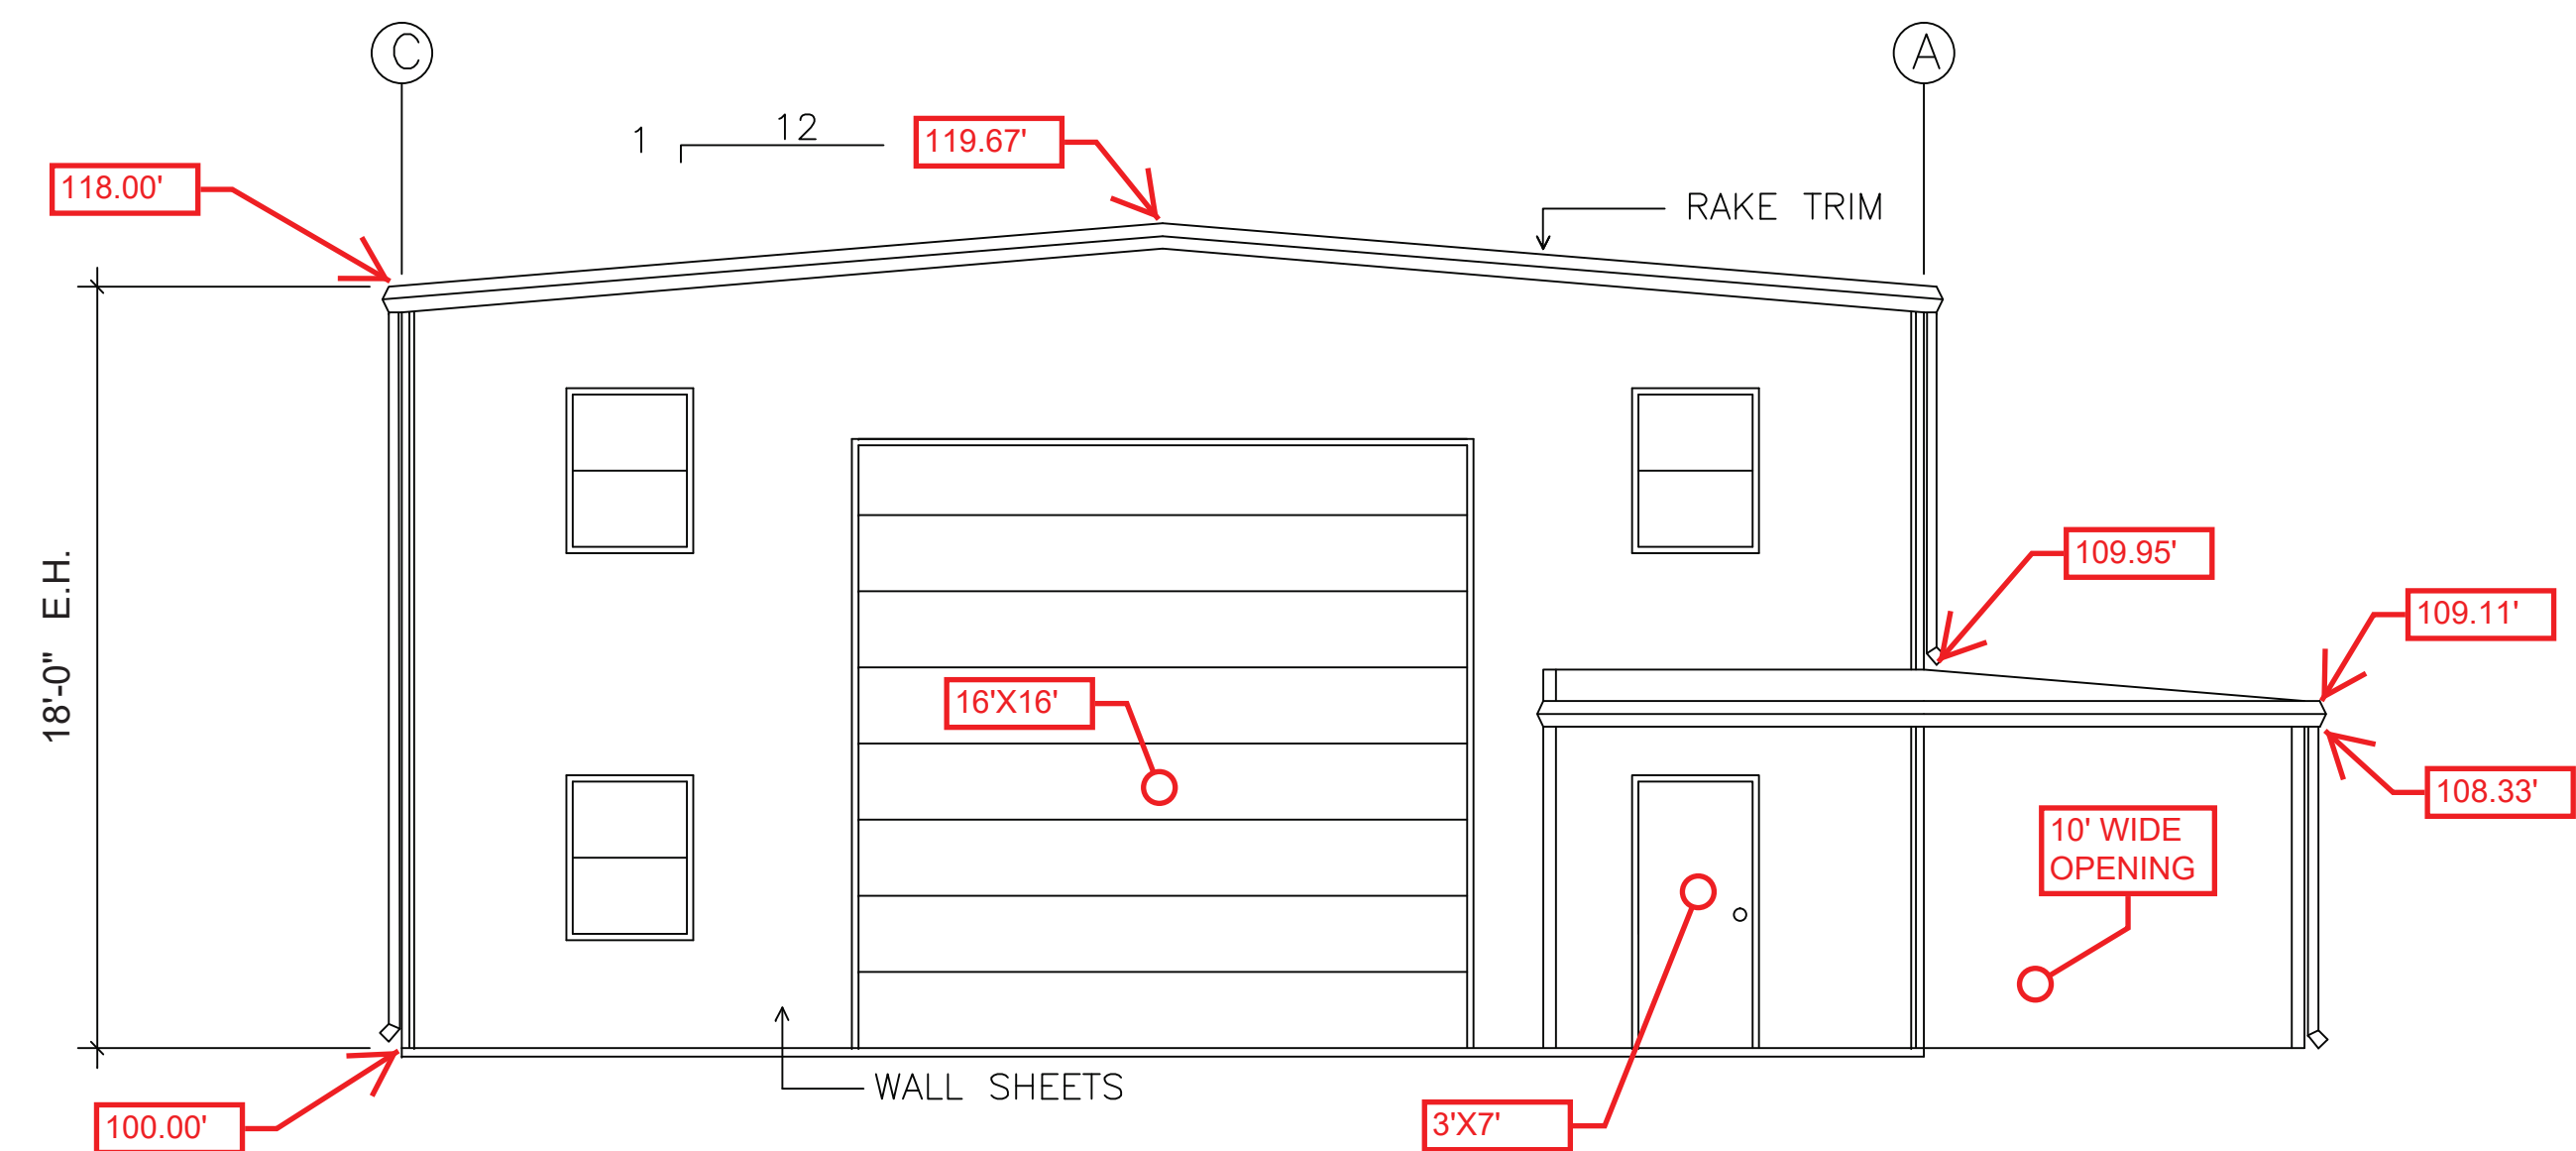 C
A
1
12
119.67'
118.00'
RAKE TRIM
18'-0" E.H.
109.95'
109.11'
16'X16'
108.33'
10' WIDE
OPENING
WALL SHEETS
100.00'
3'X7'